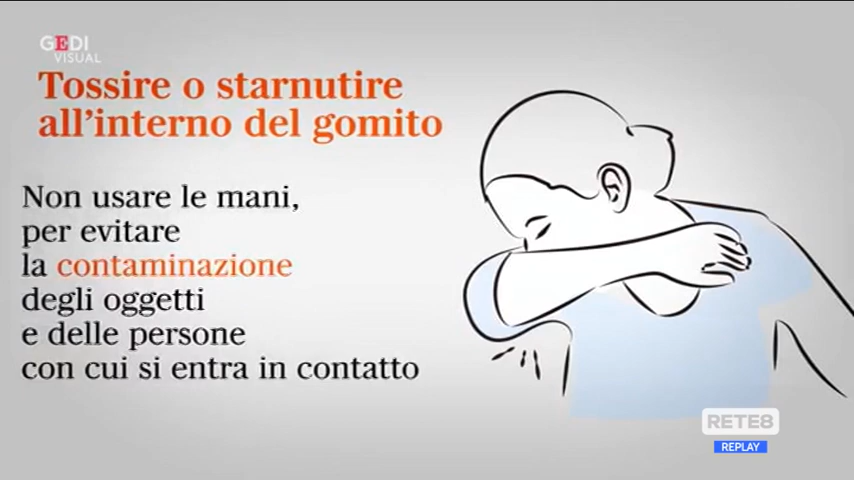 GEDI
VISUAL
Tossire o starnutire
all'interno del gomito
Non usare le mani,
per evitare
la contaminazione
degli oggetti
e delle persone
con cui si entra in contatto
RETE8
REPLAY